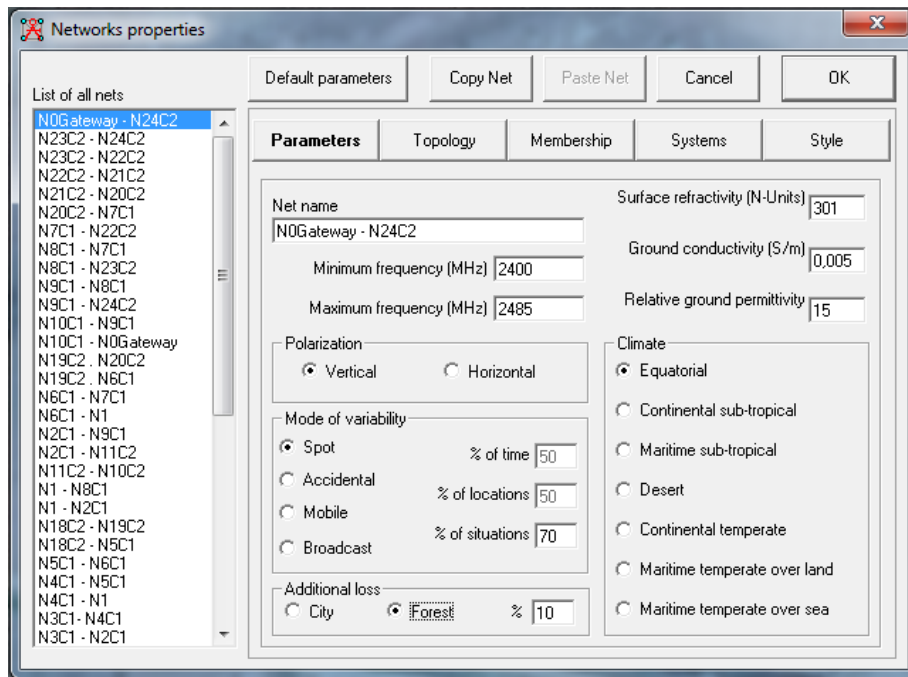 Networks properties
Default parameters
Copy Net
Paste Net
Cancel
OK
List of all nets
N0Gateway - N24C2
N23C2 - N24C2
N23C2 - N22C2
N22C2 - N21C2
N21C2 - N20C2
N20C2 - N7C1
N7C1 - N22C2
N8C1 - N7C1
N8C1 - N23C2
N9C1 - N8C1
N9C1 - N24C2
N10C1 - N9C1
N10C1 - N0Gateway
N19C2 . N20C2
N19C2 . N6C1
N6C1 - N7C1
N6C1 - N1
N2C1 - N9C1
N2C1 - N11C2
N11C2 - N10C2
N1 - N8C1
N1 - N2C1
N18C2 - N19C2
N18C2 - N5C1
N5C1 - N6C1
N4C1 - N5C1
N4C1 - N1
N3C1- N4C1
N3C1 - N2C1
Parameters
Topology
Membership
Systems
Style
Net name
N0Gateway - N24C2
Minimum frequency (MHz) 2400
Maximum frequency (MHz) 2485
Surface refractivity (N-Units) 301
Ground conductivity (S/m) 0,005
Relative ground permittivity 15
Polarization
Vertical
Horizontal
Mode of variability
Spot
Accidental
Mobile
Broadcast
% of time 50
% of locations 50
% of situations 70
Additional loss
City
Forest
% 10
Climate
Equatorial
Continental sub-tropical
Maritime sub-tropical
Desert
Continental temperate
Maritime temperate over land
Maritime temperate over sea